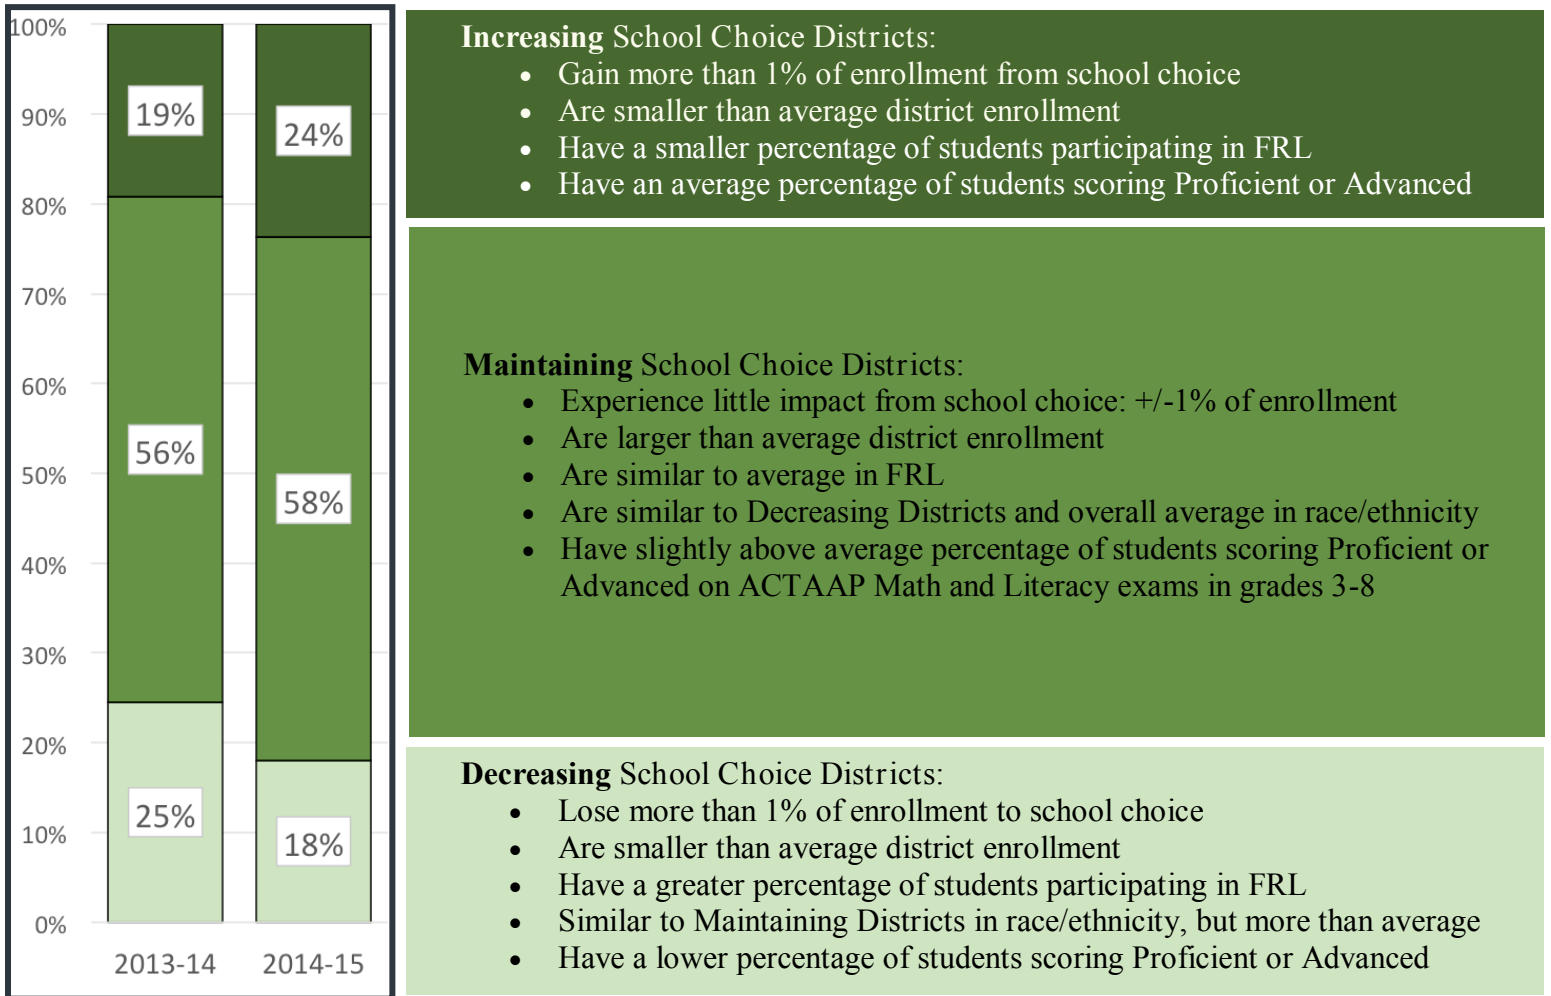 100%
90%
80%
70%
60%
50%
40%
30%
20%
10%
0%
19%
24%
56%
58%
25%
18%
2013-14 2014-15
Increasing School Choice Districts:
• Gain more than 1% of enrollment from school choice
• Are smaller than average district enrollment
• Have a smaller percentage of students participating in FRL
• Have an average percentage of students scoring Proficient or Advanced
Maintaining School Choice Districts:
• Experience little impact from school choice: +/-1% of enrollment
• Are larger than average district enrollment
• Are similar to average in FRL
• Are similar to Decreasing Districts and overall average in race/ethnicity
• Have slightly above average percentage of students scoring Proficient or
Advanced on ACTAAP Math and Literacy exams in grades 3-8
Decreasing School Choice Districts:
• Lose more than 1% of enrollment to school choice
• Are smaller than average district enrollment
• Have a greater percentage of students participating in FRL
• Similar to Maintaining Districts in race/ethnicity, but more than average
• Have a lower percentage of students scoring Proficient or Advanced